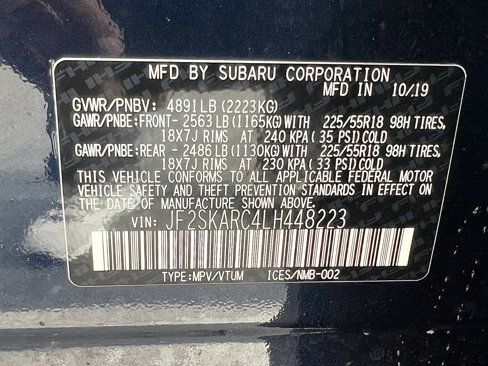 MFD BY SUBARU CORPORATION
MFD IN 10/19
GVWR/PNBV: 4891LB(2223KG)
GAWR/PNBE:FRONT- 2563LB(1165KG)WITH 225/55R18 98H TIRES,
18X7J RIMS AT 240 KPA( 35 PSI)COLD
GAWR/PNBE:REAR - 2486LB(1130KG)WITH 225/55R18 98H TIRES,
18X7J RIMS AT 230 KPA( 33 PSI)COLD
THIS VEHICLE CONFORMS TO ALL APPLICABLE FEDERAL MOTOR
VEHICLE SAFETY AND THEFT PREVENTION STANDARDS IN EFFECT ON
THE DATE OF MANUFACTURE SHOWN ABOVE.
VIN: JF2SKARC4LH448223
TYPE:MPV/VTUM ICES/NMB-002